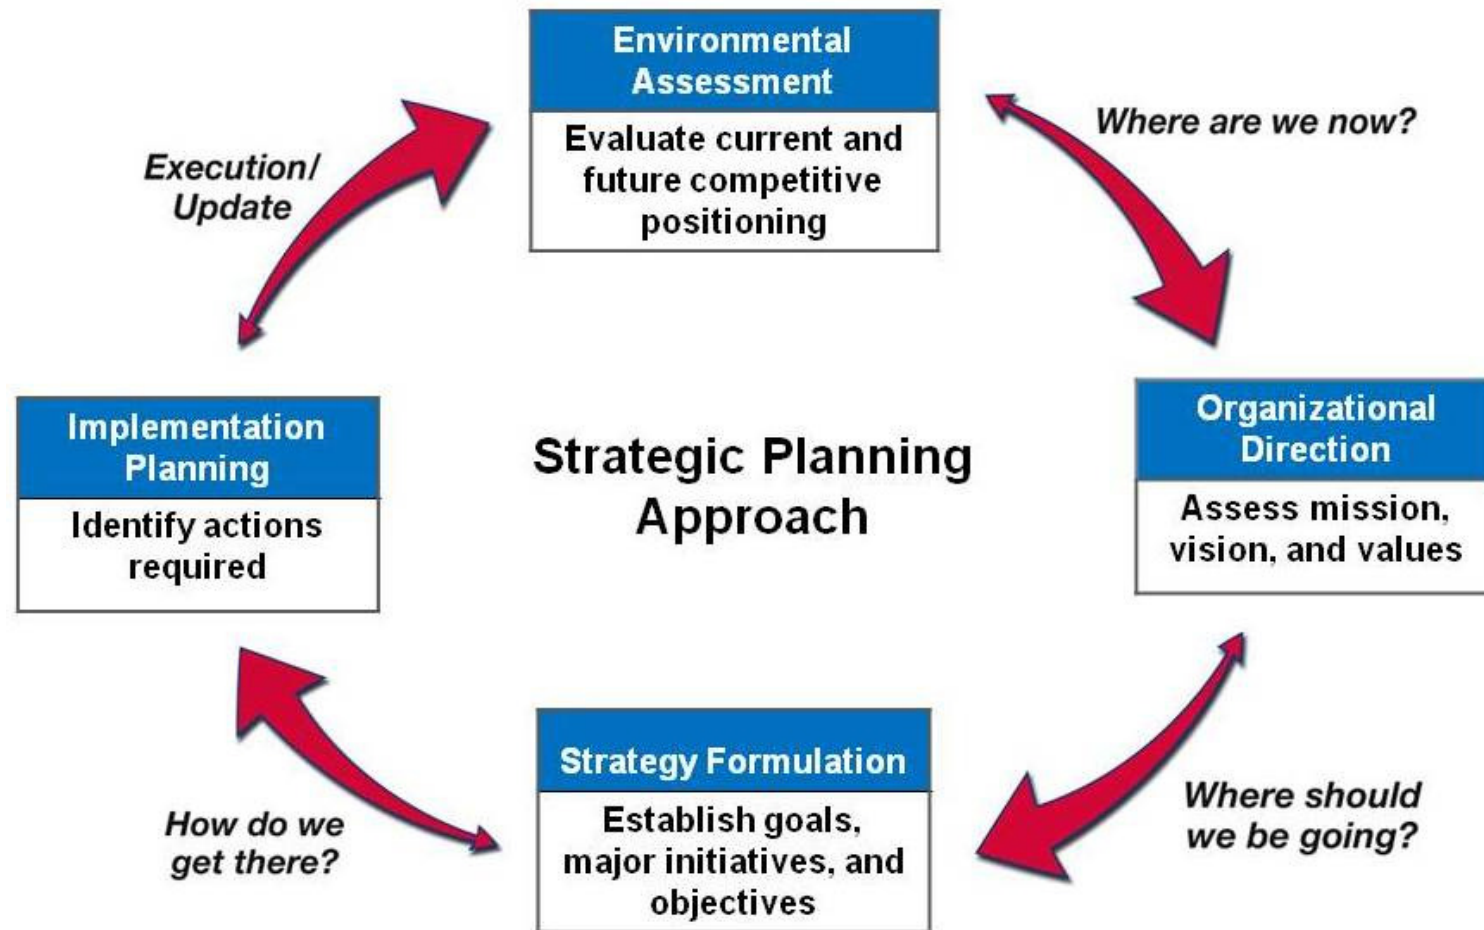 Environmental
Assessment
Evaluate current and
future competitive
positioning
Where are we now?
Organizational
Direction
Assess mission,
vision, and values
Where should
we be going?
Strategy Formulation
Establish goals,
major initiatives, and
objectives
How do we
get there?
Implementation
Planning
Identify actions
required
Execution/
Update
Strategic Planning
Approach